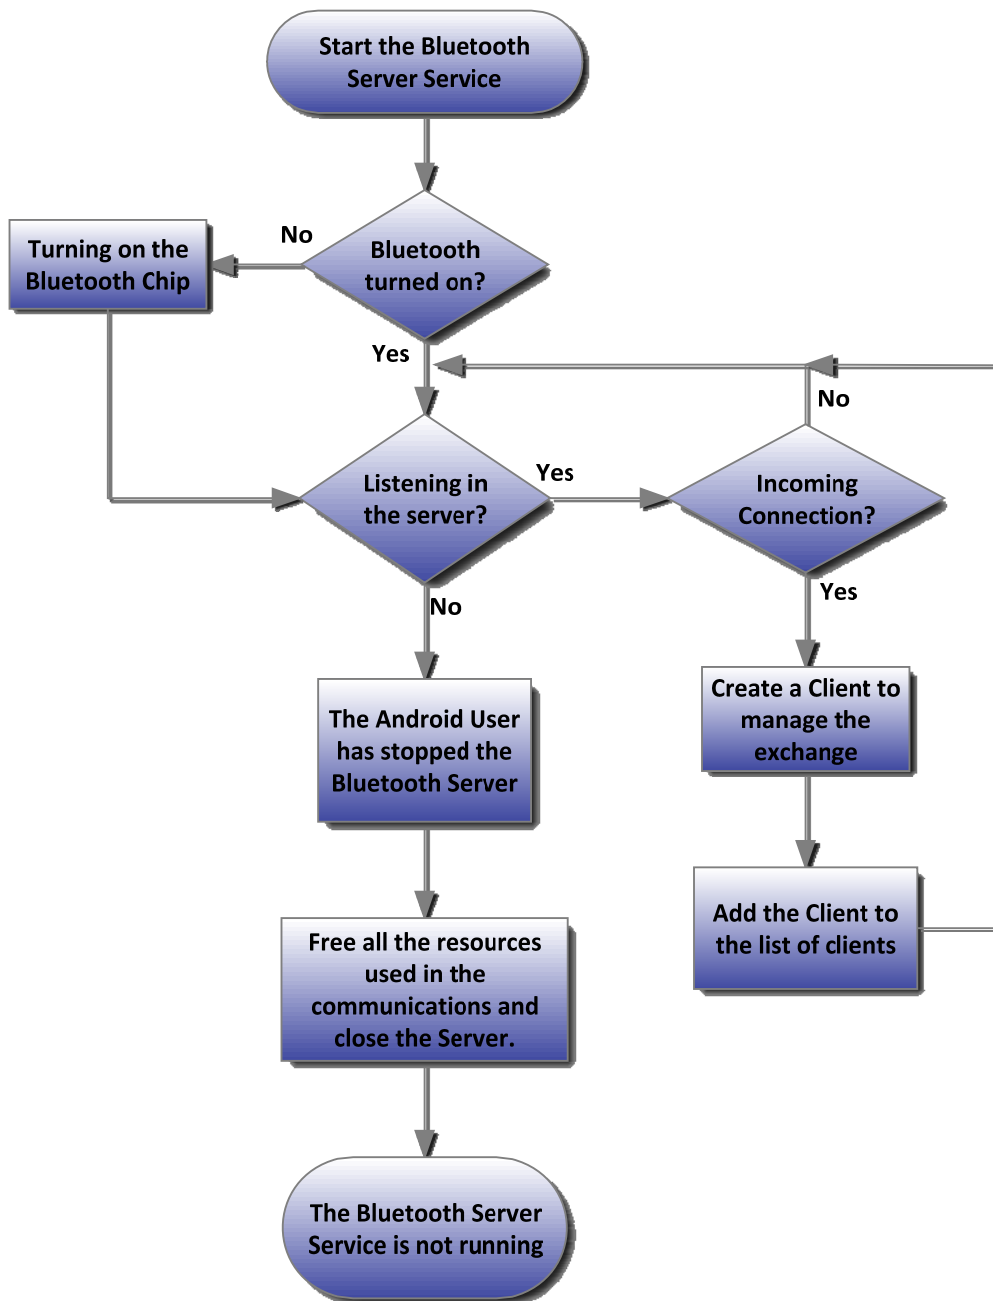 Start the Bluetooth
Server Service
No
Turning on the
Bluetooth Chip
Bluetooth
turned on?
Yes
No
Listening in
the server?
Yes
Incoming
Connection?
No
Yes
The Android User
has stopped the
Bluetooth Server
Create a Client to
manage the
exchange
Free all the resources
used in the
communications and
close the Server.
Add the Client to
the list of clients
The Bluetooth Server
Service is not running